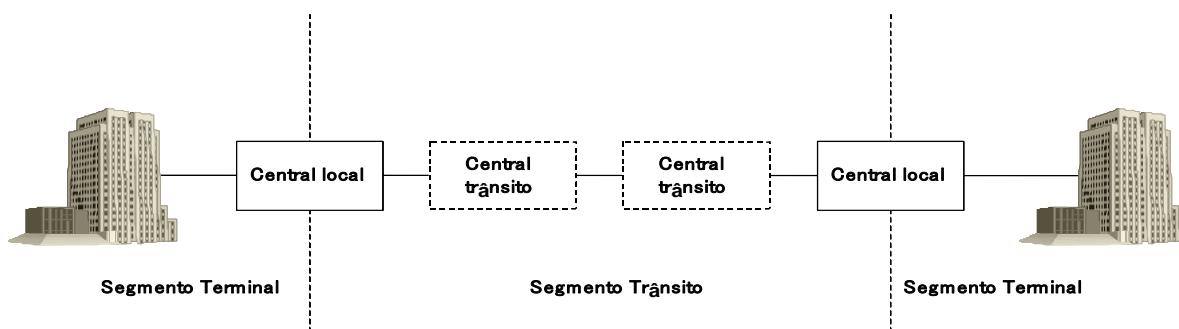 Central local
Central
trânsito
Central
trânsito
Central local
Segmento Terminal
Segmento Trânsito
Segmento Terminal